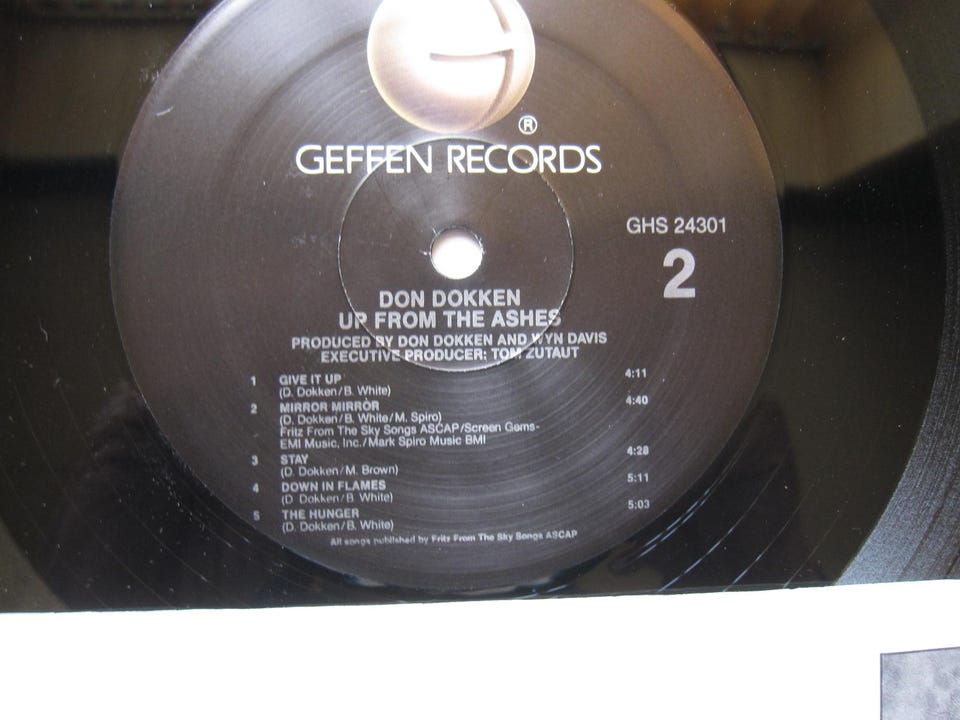 ®
GEFFEN RECORDS
GHS 24301
2
DON DOKKEN
UP FROM THE ASHES
PRODUCED BY DON DOKKEN AND WYN DAVIS
EXECUTIVE PRODUCER: TOM ZUTAUT
1 GIVE IT UP 4:11
(D. Dokken/B. White)
2 MIRROR MIRROR 4:40
(D. Dokken/B. White/M. Spiro)
Fritz From The Sky Songs ASCAP/Screen Gems-
EMI Music, Inc./Mark Spiro Music BMI
3 STAY 4:28
(D. Dokken/M. Brown)
4 DOWN IN FLAMES 5:11
(D. Dokken/B. White)
5 THE HUNGER 5:03
(D. Dokken/B. White)
All songs published by Fritz From The Sky Songs ASCAP